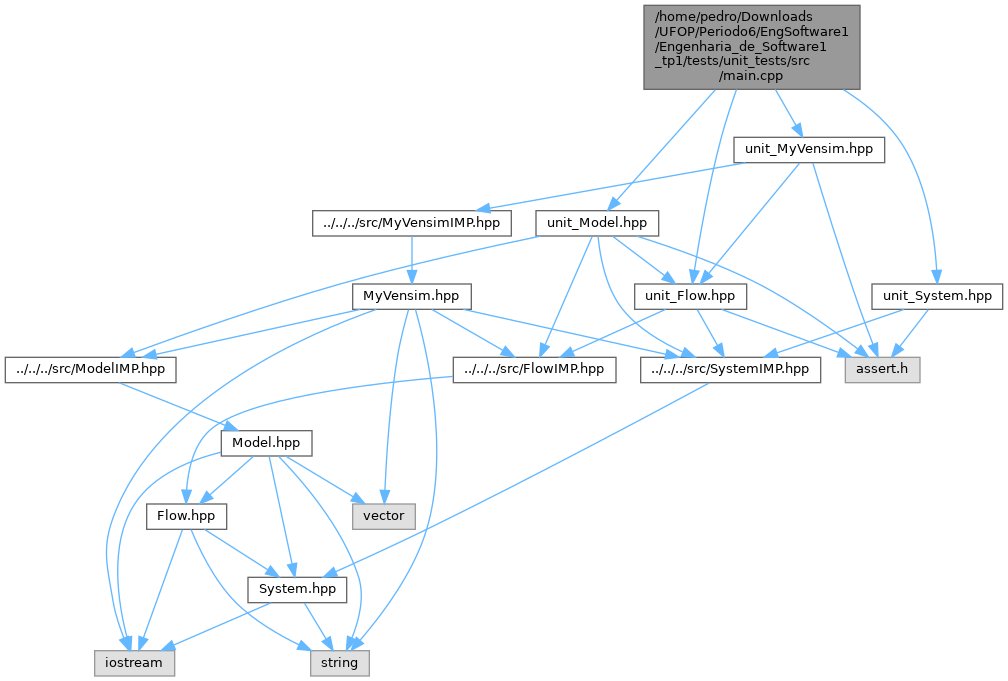 /home/pedro/Downloads
/UFOP/Periodo6/EngSoftware1
/Engenharia_de_Software1
_tp1/tests/unit_tests/src
/main.cpp
unit_MyVensim.hpp
../../../src/MyVensimIMP.hpp
unit_Model.hpp
MyVensim.hpp
unit_Flow.hpp
unit_System.hpp
../../../src/ModelIMP.hpp
../../../src/FlowIMP.hpp
../../../src/SystemIMP.hpp
assert.h
Model.hpp
Flow.hpp
vector
System.hpp
iostream
string